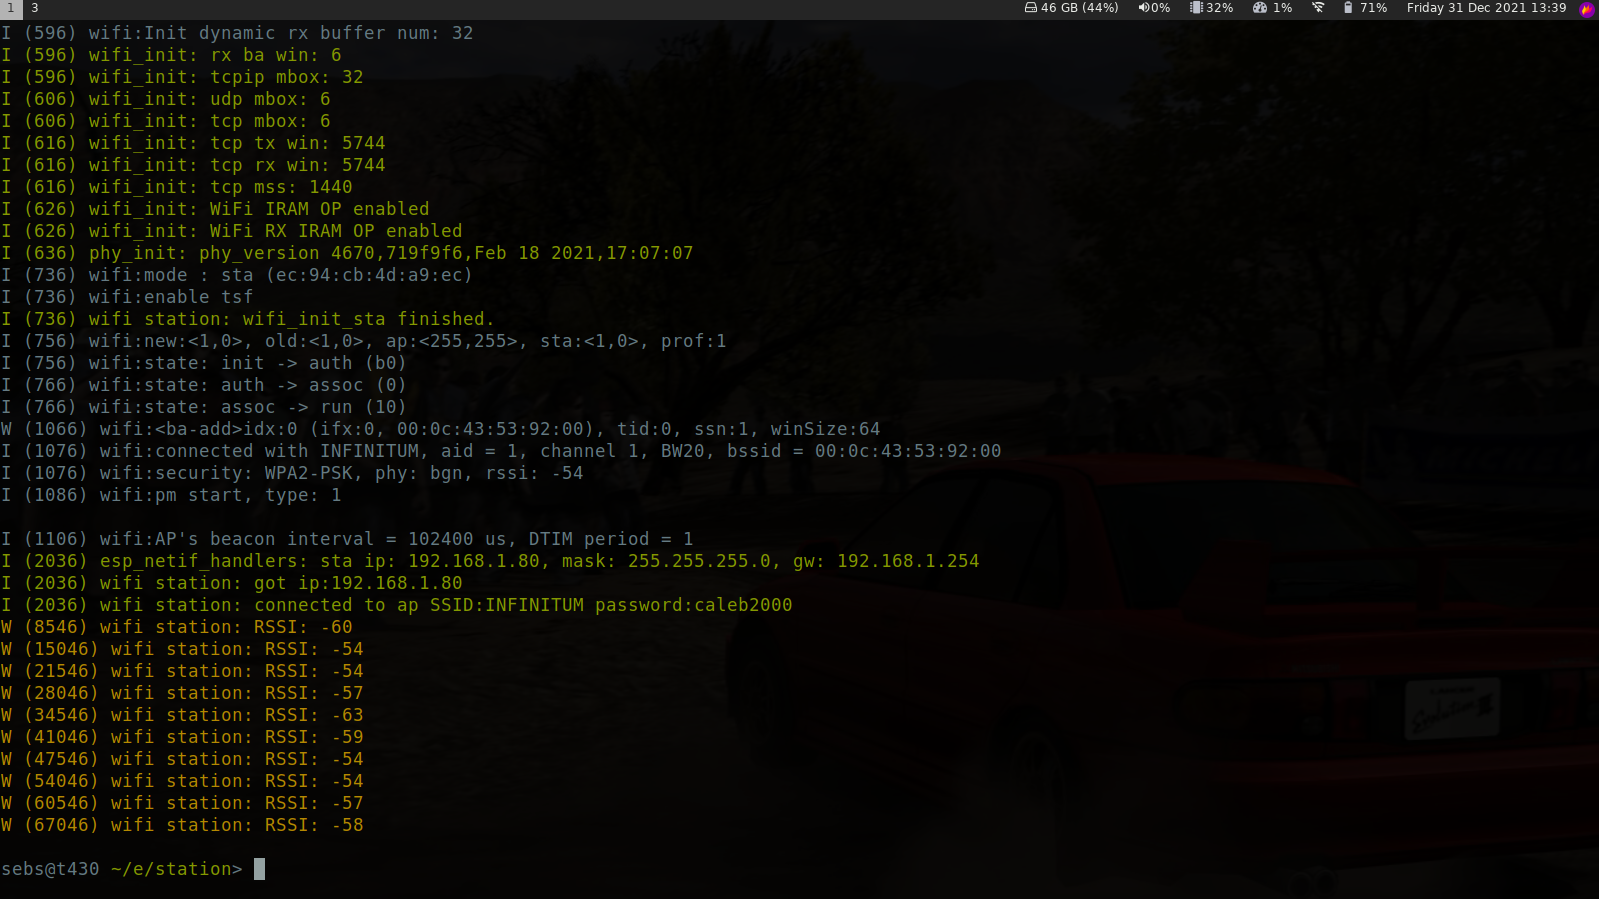 1 3 46 GB (44%) 0% 32% 1% 71% Friday 31 Dec 2021 13:39
I (596) wifi:Init dynamic rx buffer num: 32
I (596) wifi_init: rx ba win: 6
I (596) wifi_init: tcpip mbox: 32
I (606) wifi_init: udp mbox: 6
I (606) wifi_init: tcp mbox: 6
I (616) wifi_init: tcp tx win: 5744
I (616) wifi_init: tcp rx win: 5744
I (616) wifi_init: tcp mss: 1440
I (626) wifi_init: WiFi IRAM OP enabled
I (626) wifi_init: WiFi RX IRAM OP enabled
I (636) phy_init: phy_version 4670,719f9f6,Feb 18 2021,17:07:07
I (736) wifi:mode : sta (ec:94:cb:4d:a9:ec)
I (736) wifi:enable tsf
I (736) wifi station: wifi_init_sta finished.
I (756) wifi:new:<1,0>, old:<1,0>, ap:<255,255>, sta:<1,0>, prof:1
I (756) wifi:state: init -> auth (b0)
I (766) wifi:state: auth -> assoc (0)
I (766) wifi:state: assoc -> run (10)
W (1066) wifi:<ba-add>idx:0 (ifx:0, 00:0c:43:53:92:00), tid:0, ssn:1, winSize:64
I (1076) wifi:connected with INFINITUM, aid = 1, channel 1, BW20, bssid = 00:0c:43:53:92:00
I (1076) wifi:security: WPA2-PSK, phy: bgn, rssi: -54
I (1086) wifi:pm start, type: 1
I (1106) wifi:AP's beacon interval = 102400 us, DTIM period = 1
I (2036) esp_netif_handlers: sta ip: 192.168.1.80, mask: 255.255.255.0, gw: 192.168.1.254
I (2036) wifi station: got ip:192.168.1.80
I (2036) wifi station: connected to ap SSID:INFINITUM password:caleb2000
W (8546) wifi station: RSSI: -60
W (15046) wifi station: RSSI: -54
W (21546) wifi station: RSSI: -54
W (28046) wifi station: RSSI: -57
W (34546) wifi station: RSSI: -63
W (41046) wifi station: RSSI: -59
W (47546) wifi station: RSSI: -54
W (54046) wifi station: RSSI: -54
W (60546) wifi station: RSSI: -57
W (67046) wifi station: RSSI: -58
sebs@t430 ~/e/station>
Evolution III